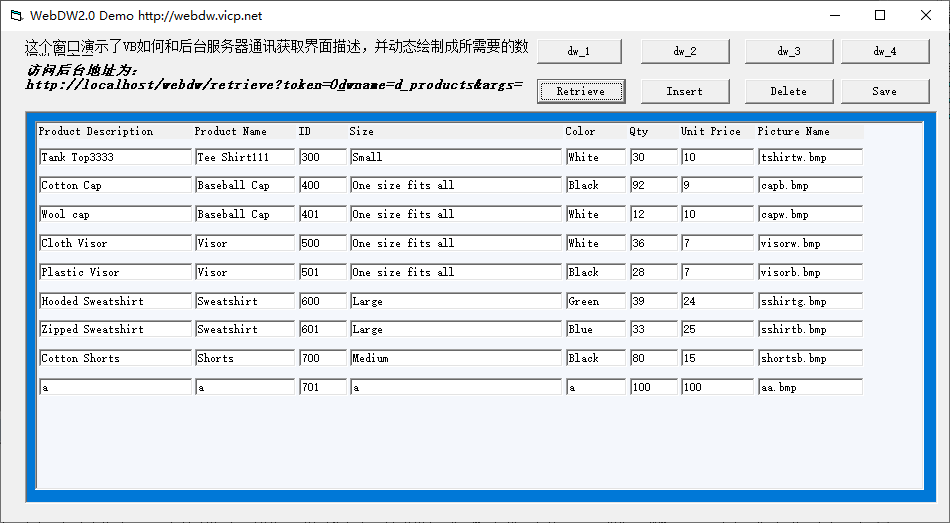 WebDW2.0 Demo http://webdw.vicp.net
这个窗口演示了VB如何和后台服务器通讯获取界面描述，并动态绘制成所需要的数
访问后台地址为：
http://localhost/webdw/retrieve?token=0dwname=d_products&args=
dw_1 dw_2 dw_3 dw_4
Retrieve Insert Delete Save
Product Description Product Name ID Size Color Qty Unit Price Picture Name
Tank Top3333 Tee Shirt111 300 Small White 30 10 tshirtw.bmp
Cotton Cap Baseball Cap 400 One size fits all Black 92 9 capb.bmp
Wool cap Baseball Cap 401 One size fits all White 12 10 capw.bmp
Cloth Visor Visor 500 One size fits all White 36 7 visorw.bmp
Plastic Visor Visor 501 One size fits all Black 28 7 visorb.bmp
Hooded Sweatshirt Sweatshirt 600 Large Green 39 24 sshirtg.bmp
Zipped Sweatshirt Sweatshirt 601 Large Blue 33 25 sshirtb.bmp
Cotton Shorts Shorts 700 Medium Black 80 15 shortsb.bmp
a a 701 a a 100 100 aa.bmp